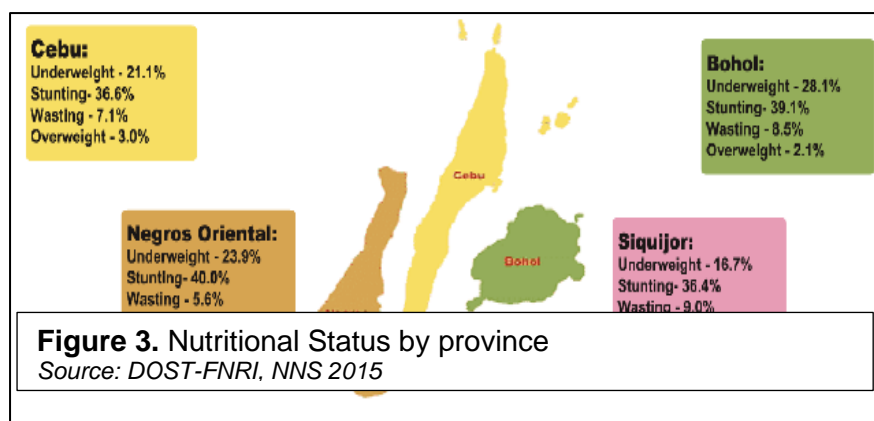 Cebu:
Underweight - 21.1%
Stunting- 36.6%
Wasting - 7.1%
Overweight - 3.0%
Bohol:
Underweight - 28.1%
Stunting- 39.1%
Wasting - 8.5%
Overweight - 2.1%
Cebu
Negros Oriental:
Underweight - 23.9%
Stunting- 40.0%
Wasting - 5.6%
Bohol
Siquijor:
Underweight - 16.7%
Stunting- 36.4%
Wasting - 9.0%
Figure 3. Nutritional Status by province
Source: DOST-FNRI, NNS 2015